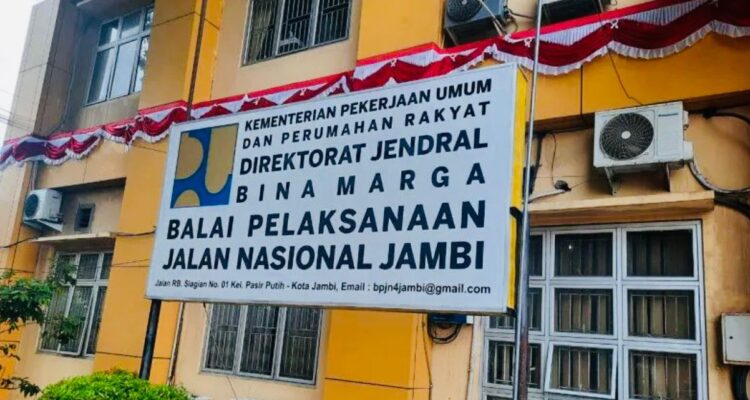 KEMENTERIAN PEKERJAAN UMUM
DAN PERUMAHAN RAKYAT
DIREKTORAT JENDRAL
BINA MARGA
BALAI PELAKSANAAN
JALAN NASIONAL JAMBI
Jalan RB. Siagian No. 01 Kel. Pasir Putih - Kota Jambi, Email : bpjn4jambi@gmail.com